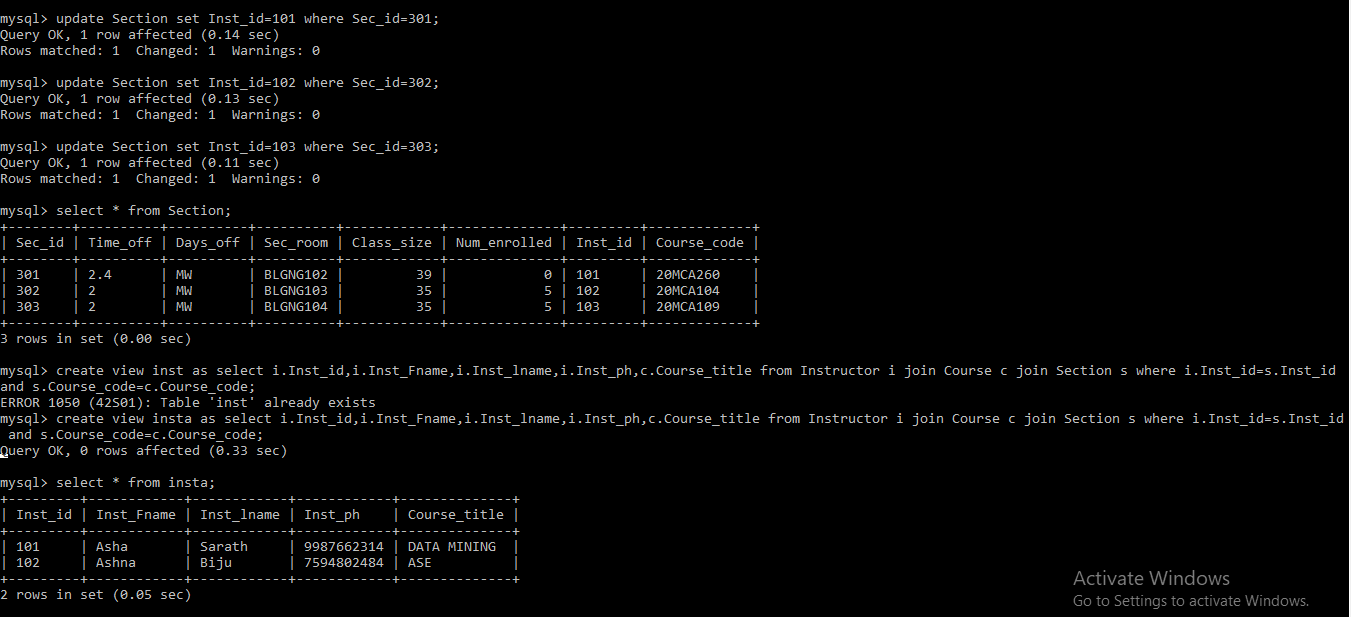 mysql> update Section set Inst_id=101 where Sec_id=301;
Query OK, 1 row affected (0.14 sec)
Rows matched: 1  Changed: 1  Warnings: 0

mysql> update Section set Inst_id=102 where Sec_id=302;
Query OK, 1 row affected (0.13 sec)
Rows matched: 1  Changed: 1  Warnings: 0

mysql> update Section set Inst_id=103 where Sec_id=303;
Query OK, 1 row affected (0.11 sec)
Rows matched: 1  Changed: 1  Warnings: 0

mysql> select * from Section;
+--------+----------+----------+----------+------------+--------------+---------+-------------+
| Sec_id | Time_off | Days_off | Sec_room | Class_size | Num_enrolled | Inst_id | Course_code |
+--------+----------+----------+----------+------------+--------------+---------+-------------+
| 301    | 2.4      | MW       | BLGNG102 |         39 |            0 | 101     | 20MCA260    |
| 302    | 2        | MW       | BLGNG103 |         35 |            5 | 102     | 20MCA104    |
| 303    | 2        | MW       | BLGNG104 |         35 |            5 | 103     | 20MCA109    |
+--------+----------+----------+----------+------------+--------------+---------+-------------+
3 rows in set (0.00 sec)

mysql> create view inst as select i.Inst_id,i.Inst_Fname,i.Inst_lname,i.Inst_ph,c.Course_title from Instructor i join Course c join Section s where i.Inst_id=s.Inst_id
and s.Course_code=c.Course_code;
ERROR 1050 (42S01): Table 'inst' already exists
mysql> create view insta as select i.Inst_id,i.Inst_Fname,i.Inst_lname,i.Inst_ph,c.Course_title from Instructor i join Course c join Section s where i.Inst_id=s.Inst_id
 and s.Course_code=c.Course_code;
Query OK, 0 rows affected (0.33 sec)

mysql> select * from insta;
+---------+------------+------------+------------+--------------+
| Inst_id | Inst_Fname | Inst_lname | Inst_ph    | Course_title |
+---------+------------+------------+------------+--------------+
| 101     | Asha       | Sarath     | 9987662314 | DATA MINING  |
| 102     | Ashna      | Biju       | 7594802484 | ASE          |
+---------+------------+------------+------------+--------------+
2 rows in set (0.05 sec)
Activate Windows
Go to Settings to activate Windows.